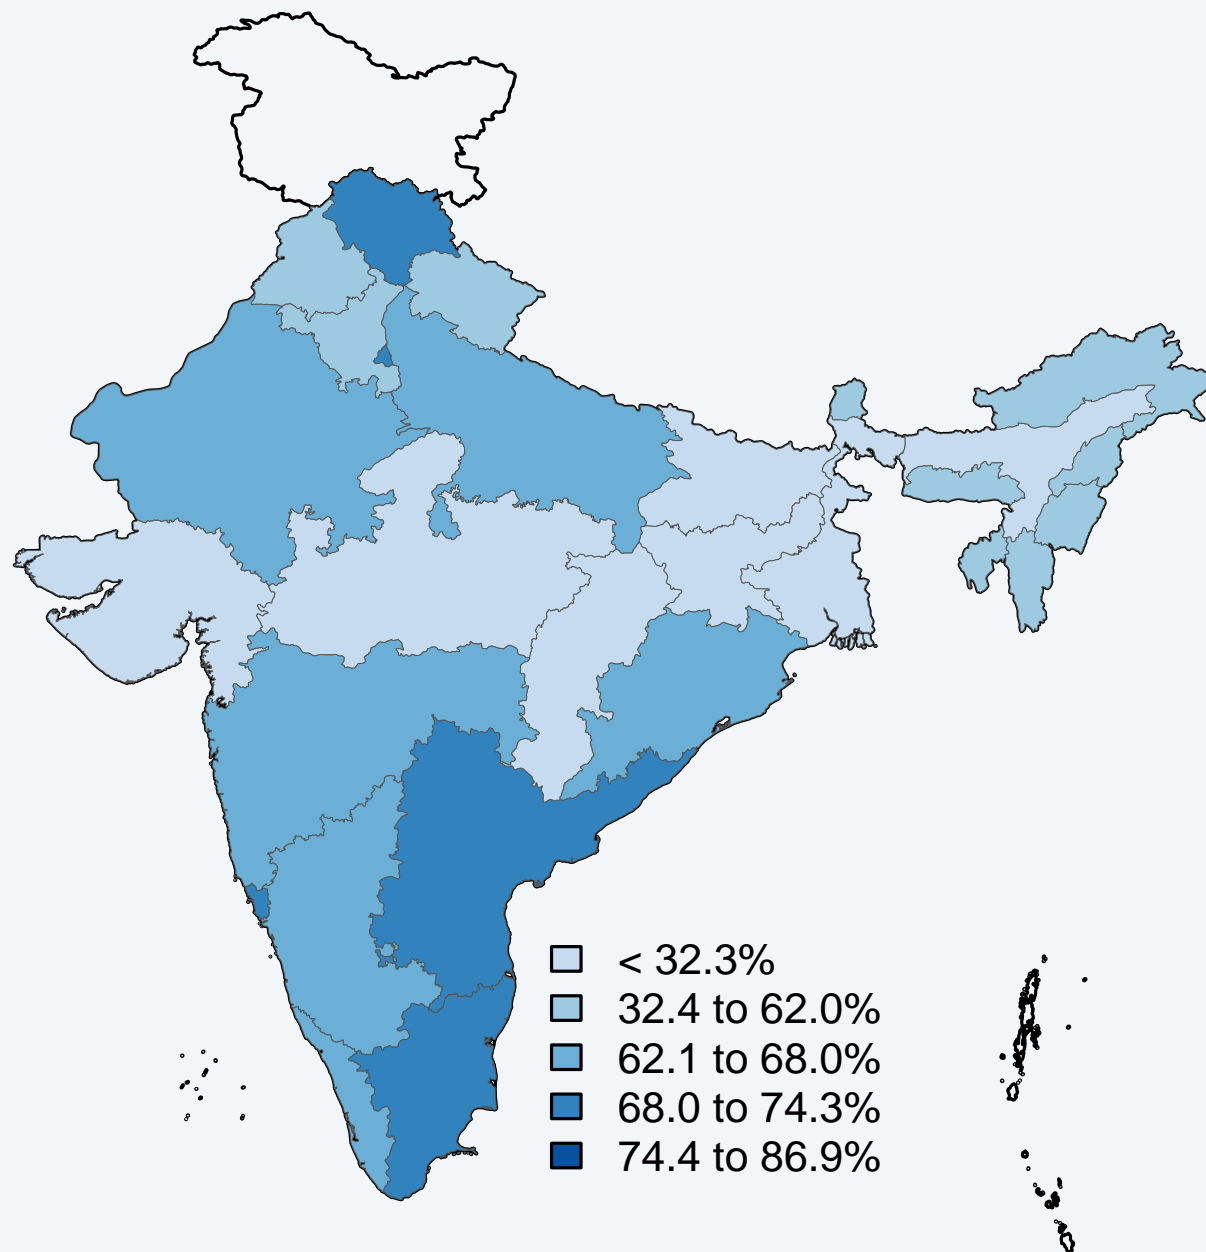 < 32.3%
32.4 to 62.0%
62.1 to 68.0%
68.0 to 74.3%
74.4 to 86.9%